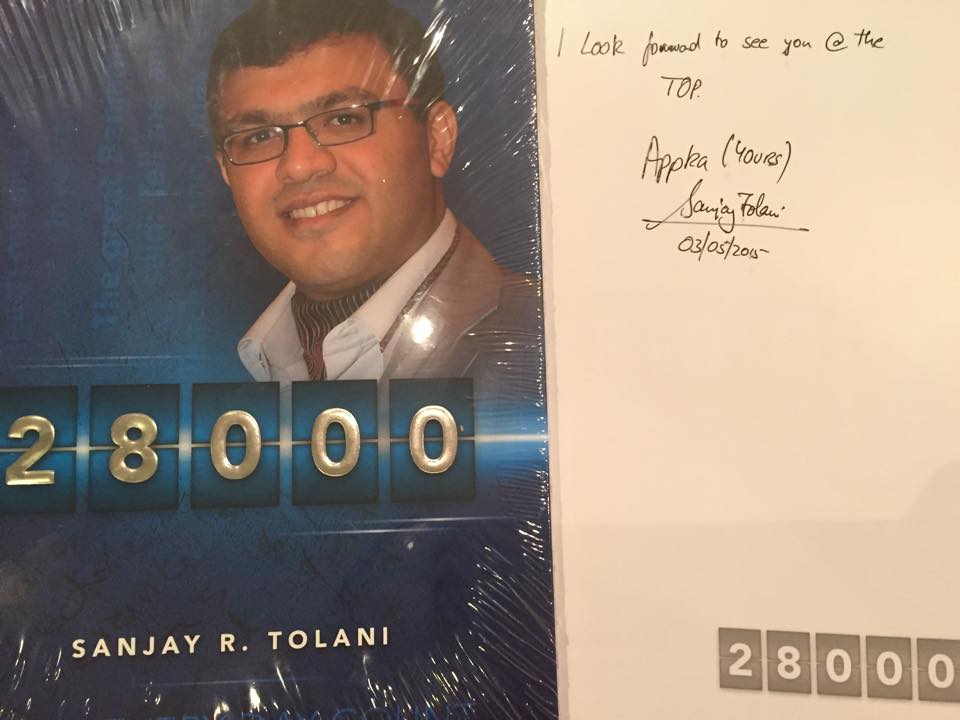 28000
SANJAY R. TOLANI
I Look forward to see you @ the
TOP.
Appka (YOURS)
Sanjay Tolani
03/05/2015
28000